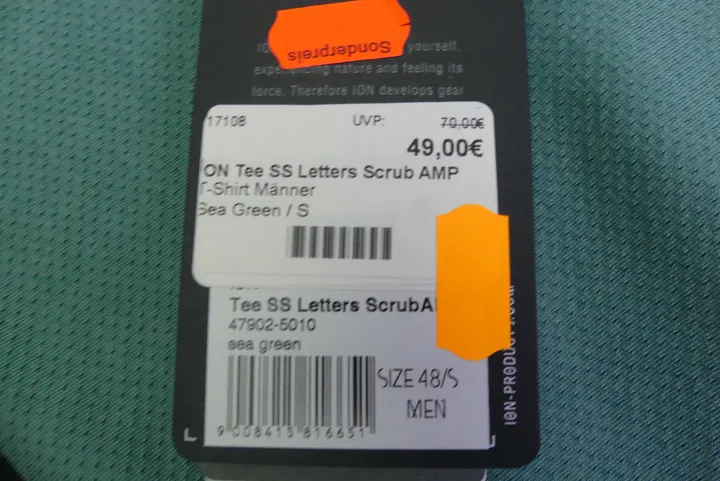 Sonderpreis
yourself,
experiencing nature and feeling its
force. Therefore ION develops gear
17108 UVP: 70,00€
49,00€
ION Tee SS Letters Scrub AMP
T-Shirt Männer
Sea Green / S
Tee SS Letters ScrubA
47902-5010
sea green
SIZE 48/S
MEN
9 008415 816651
ION-PRODUCTS.COM